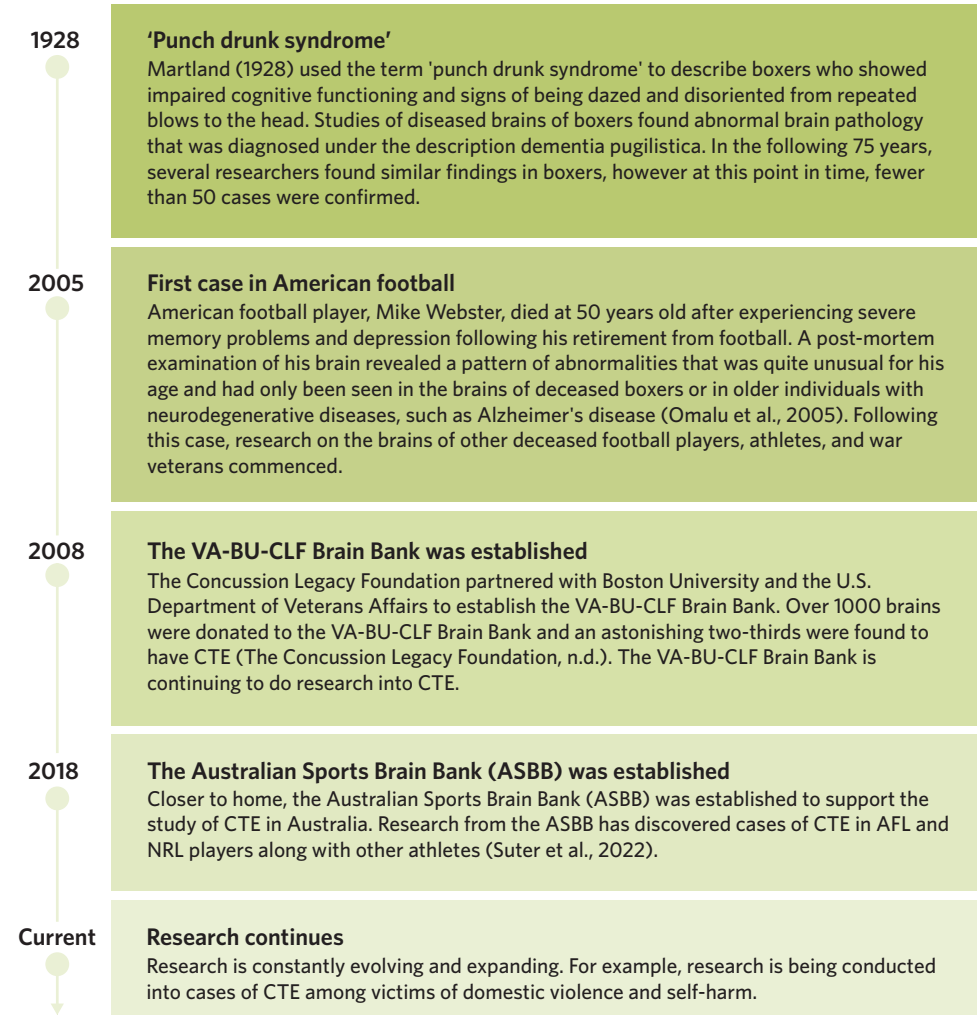 1928
‘Punch drunk syndrome’
Martland (1928) used the term 'punch drunk syndrome' to describe boxers who showed
impaired cognitive functioning and signs of being dazed and disoriented from repeated
blows to the head. Studies of diseased brains of boxers found abnormal brain pathology
that was diagnosed under the description dementia pugilistica. In the following 75 years,
several researchers found similar findings in boxers, however at this point in time, fewer
than 50 cases were confirmed.
2005
First case in American football
American football player, Mike Webster, died at 50 years old after experiencing severe
memory problems and depression following his retirement from football. A post-mortem
examination of his brain revealed a pattern of abnormalities that was quite unusual for his
age and had only been seen in the brains of deceased boxers or in older individuals with
neurodegenerative diseases, such as Alzheimer's disease (Omalu et al., 2005). Following
this case, research on the brains of other deceased football players, athletes, and war
veterans commenced.
2008
The VA-BU-CLF Brain Bank was established
The Concussion Legacy Foundation partnered with Boston University and the U.S.
Department of Veterans Affairs to establish the VA-BU-CLF Brain Bank. Over 1000 brains
were donated to the VA-BU-CLF Brain Bank and an astonishing two-thirds were found to
have CTE (The Concussion Legacy Foundation, n.d.). The VA-BU-CLF Brain Bank is
continuing to do research into CTE.
2018
The Australian Sports Brain Bank (ASBB) was established
Closer to home, the Australian Sports Brain Bank (ASBB) was established to support the
study of CTE in Australia. Research from the ASBB has discovered cases of CTE in AFL and
NRL players along with other athletes (Suter et al., 2022).
Current
Research continues
Research is constantly evolving and expanding. For example, research is being conducted
into cases of CTE among victims of domestic violence and self-harm.